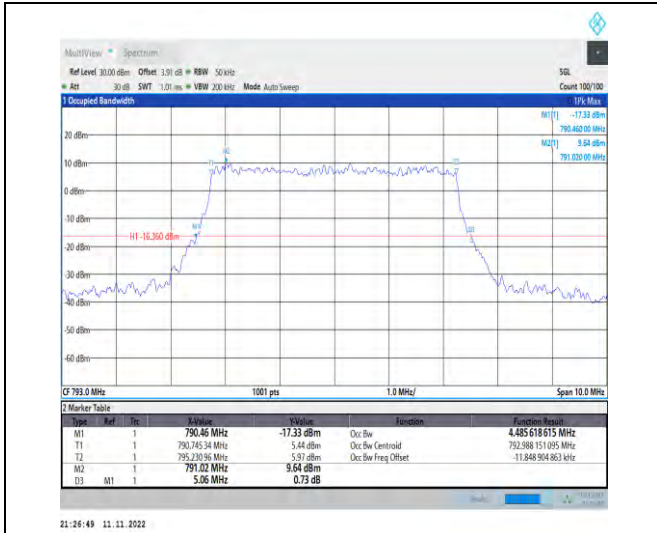 MultiView Spectrum
Ref Level 30.00 dBm Offset 3.91 dB RBW 50 kHz SGL
Att 30 dB SWT 1.01 ms VBW 200 kHz Mode Auto Sweep Count 100/100
1 Occupied Bandwidth 1Pk Max
M1[1] -17.33 dBm
790.460 00 MHz
20 dBm
M2[1] 9.64 dBm
791.020 00 MHz
M2
T1 T2
10 dBm
0 dBm
-10 dBm
M1 D3
H1 -16.360 dBm
-20 dBm
-30 dBm
-40 dBm
-50 dBm
-60 dBm
CF 793.0 MHz 1001 pts 1.0 MHz/ Span 10.0 MHz
2 Marker Table
Type Ref Trc X-Value Y-Value Function Function Result
M1 1 790.46 MHz -17.33 dBm Occ Bw 4.485 618 615 MHz
T1 1 790.745 34 MHz 5.44 dBm Occ Bw Centroid 792.988 151 095 MHz
T2 1 795.230 96 MHz 5.97 dBm Occ Bw Freq Offset -11.848 904 863 kHz
M2 1 791.02 MHz 9.64 dBm
D3 M1 1 5.06 MHz 0.73 dB
21:26:49 11.11.2022